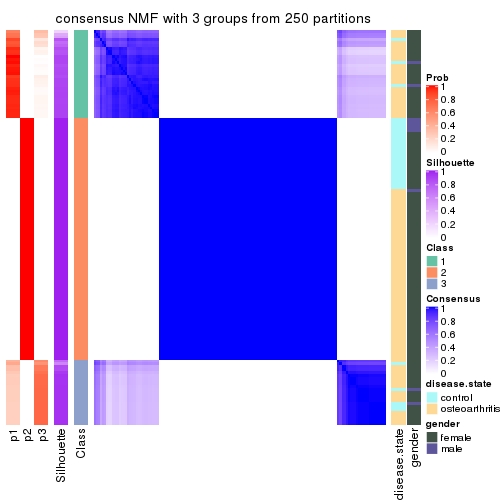 consensus NMF with 3 groups from 250 partitions
Prob
1
0.8
0.6
0.4
0.2
0
Silhouette
1
0.8
0.6
0.4
0.2
0
Class
1
2
3
Consensus
1
0.8
0.6
0.4
0.2
0
disease.state
control
osteoarthritis
gender
female
male
p1
p2
p3
Silhouette
Class
disease.state
gender